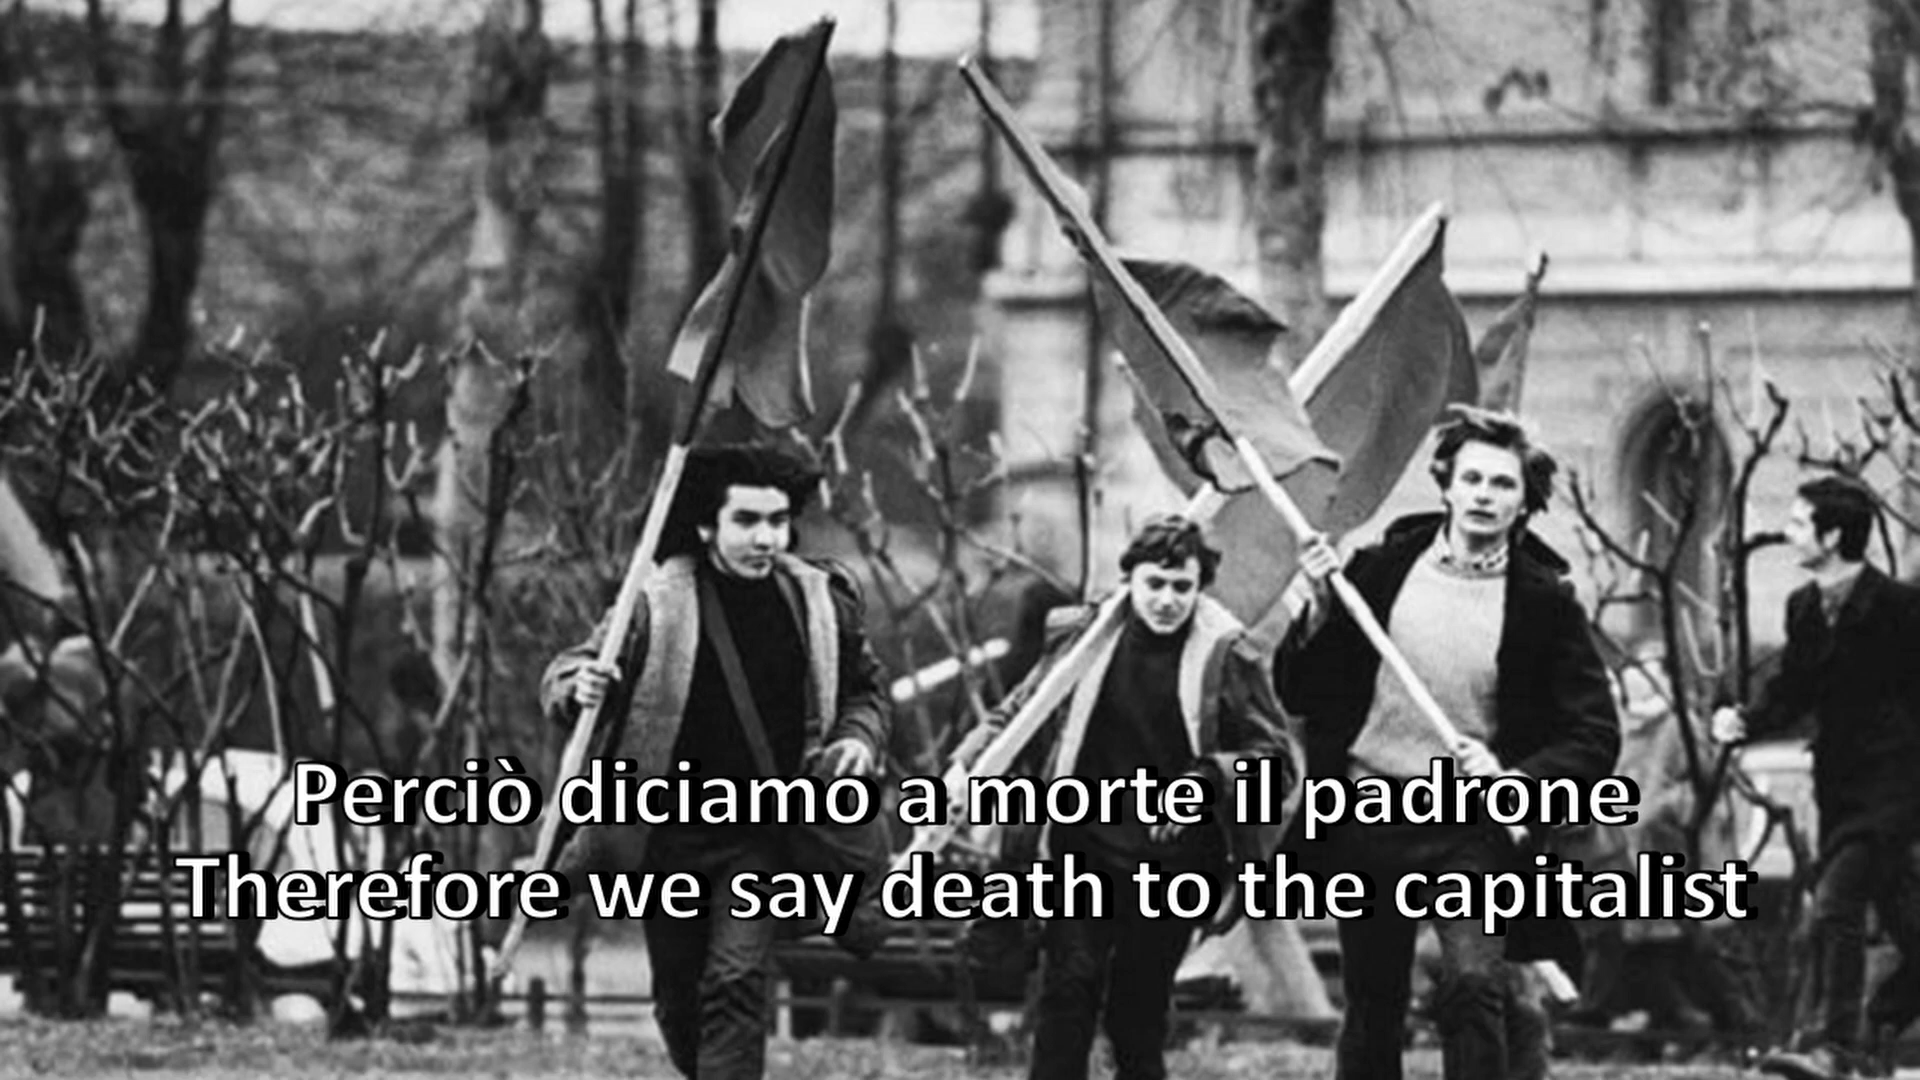 Perciò diciamo a morte il padrone
Therefore we say death to the capitalist